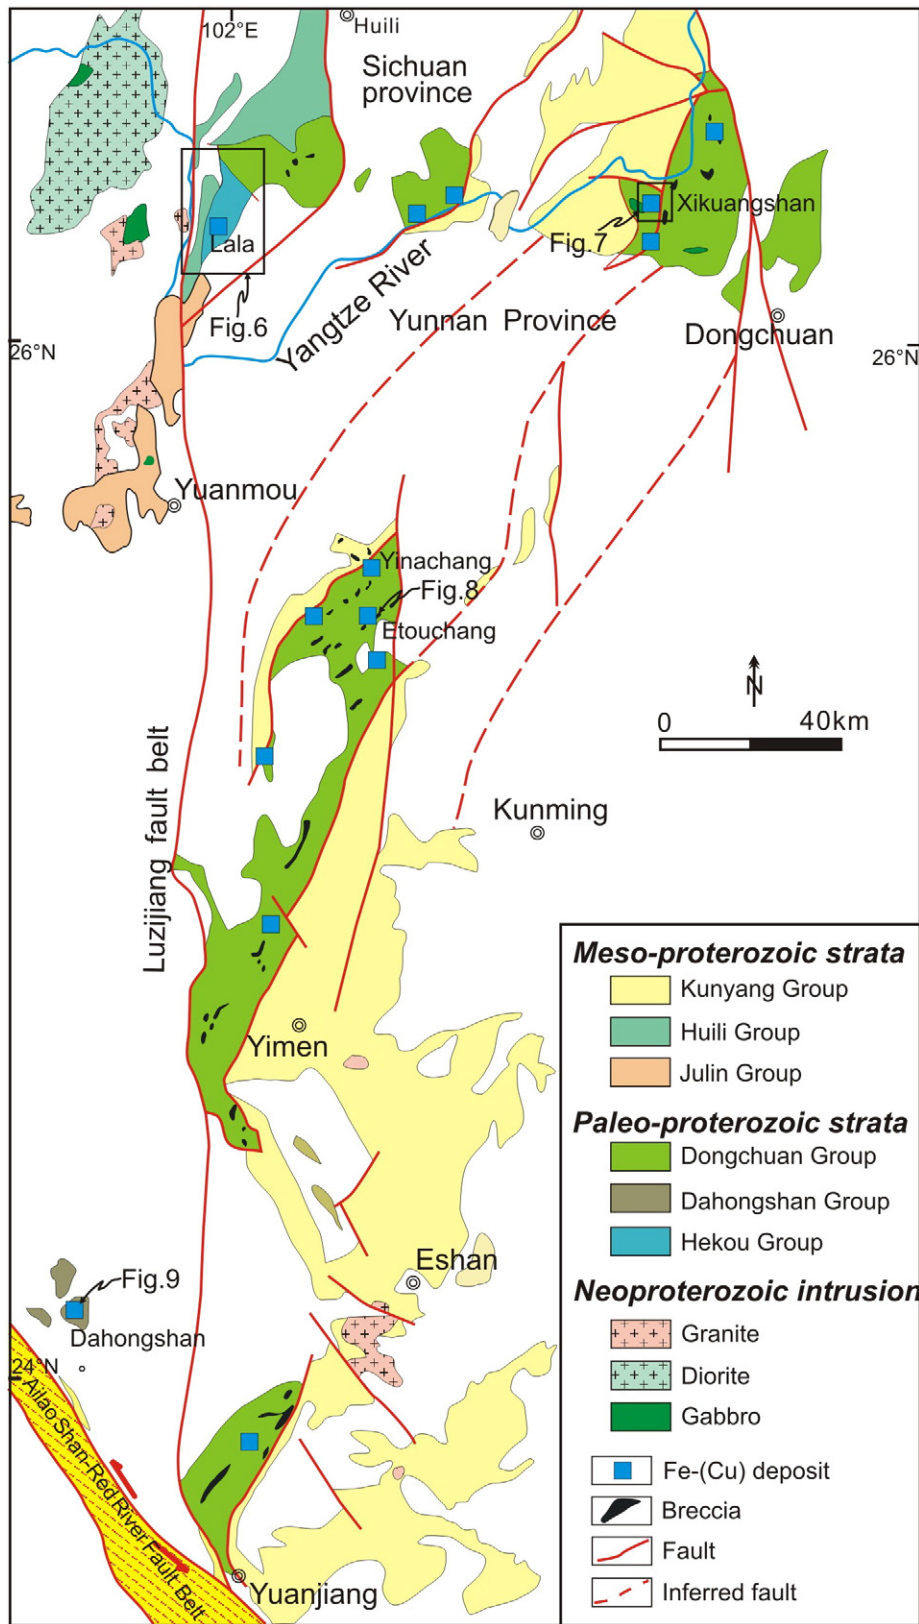 102°E
Huili
Sichuan
province
Lala
Xikuangshan
Fig.7
Fig.6
Yangtze River
Yunnan Province
Dongchuan
26°N
26°N
Yuanmou
Yinachang
Fig.8
Etouchang
N
0 40km
Luzijiang fault belt
Kunming
Yimen
Eshan
Fig.9
Dahongshan
24°N
Ailao Shan-Red River Fault Belt
Yuanjiang
Meso-proterozoic strata
Kunyang Group
Huili Group
Julin Group
Paleo-proterozoic strata
Dongchuan Group
Dahongshan Group
Hekou Group
Neoproterozoic intrusion
Granite
Diorite
Gabbro
Fe-(Cu) deposit
Breccia
Fault
Inferred fault